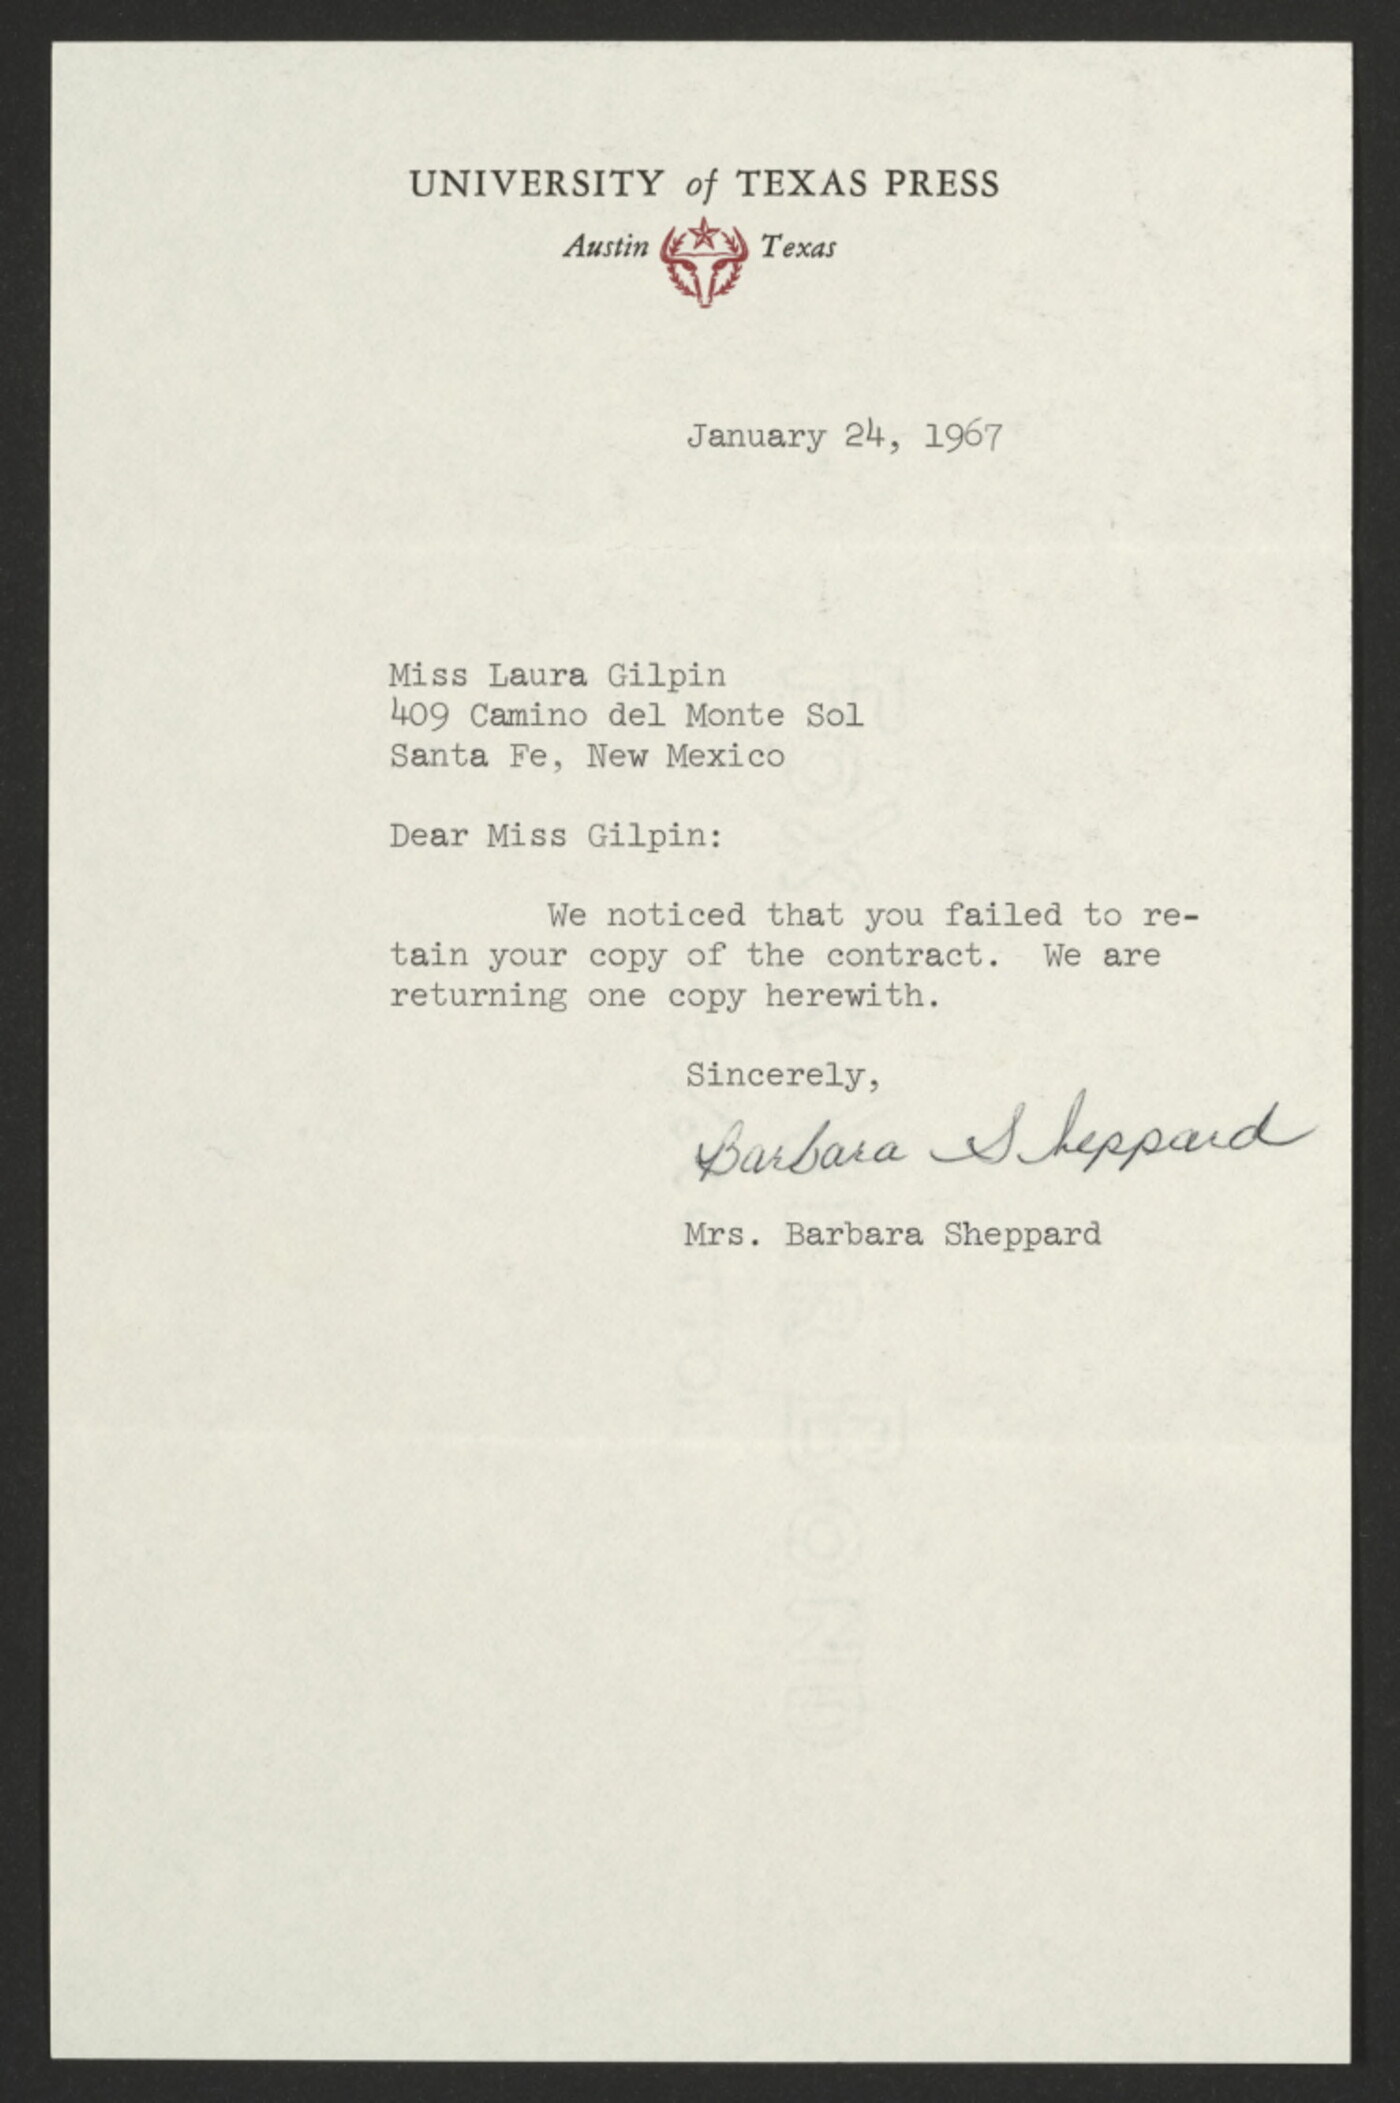 UNIVERSITY of TEXAS PRESS
Austin Texas
January 24, 1967
Miss Laura Gilpin
409 Camino del Monte Sol
Santa Fe, New Mexico
Dear Miss Gilpin:
We noticed that you failed to re-
tain your copy of the contract. We are
returning one copy herewith.
Sincerely,
Barbara Sheppard
Mrs. Barbara Sheppard